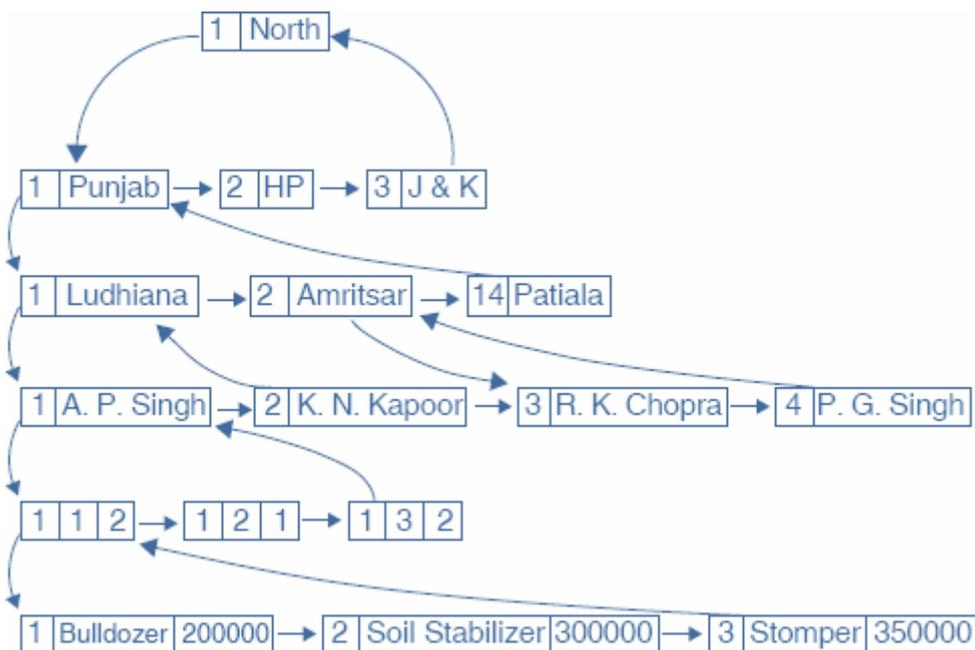 1 North
1 Punjab 2 HP 3 J & K
1 Ludhiana 2 Amritsar 14 Patiala
1 A. P. Singh 2 K. N. Kapoor 3 R. K. Chopra 4 P. G. Singh
1 1 2 1 2 1 1 3 2
1 Bulldozer 200000 2 Soil Stabilizer 300000 3 Stomper 350000